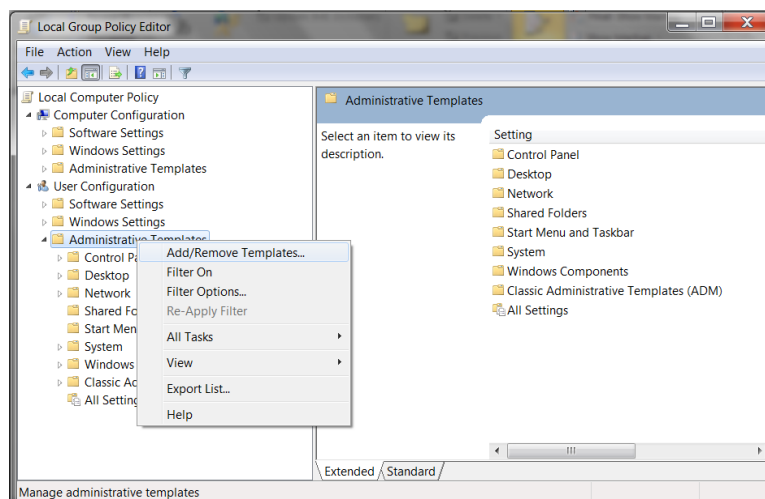 Local Group Policy Editor
File Action View Help
Local Computer Policy
Computer Configuration
Software Settings
Windows Settings
Administrative Templates
User Configuration
Software Settings
Windows Settings
Administrative Templates
Control Pa
Desktop
Network
Shared Fo
Start Men
System
Windows
Classic Ad
All Setting
Add/Remove Templates...
Filter On
Filter Options...
Re-Apply Filter
All Tasks
View
Export List...
Help
Administrative Templates
Select an item to view its
description.
Setting
Control Panel
Desktop
Network
Shared Folders
Start Menu and Taskbar
System
Windows Components
Classic Administrative Templates (ADM)
All Settings
Extended Standard
Manage administrative templates